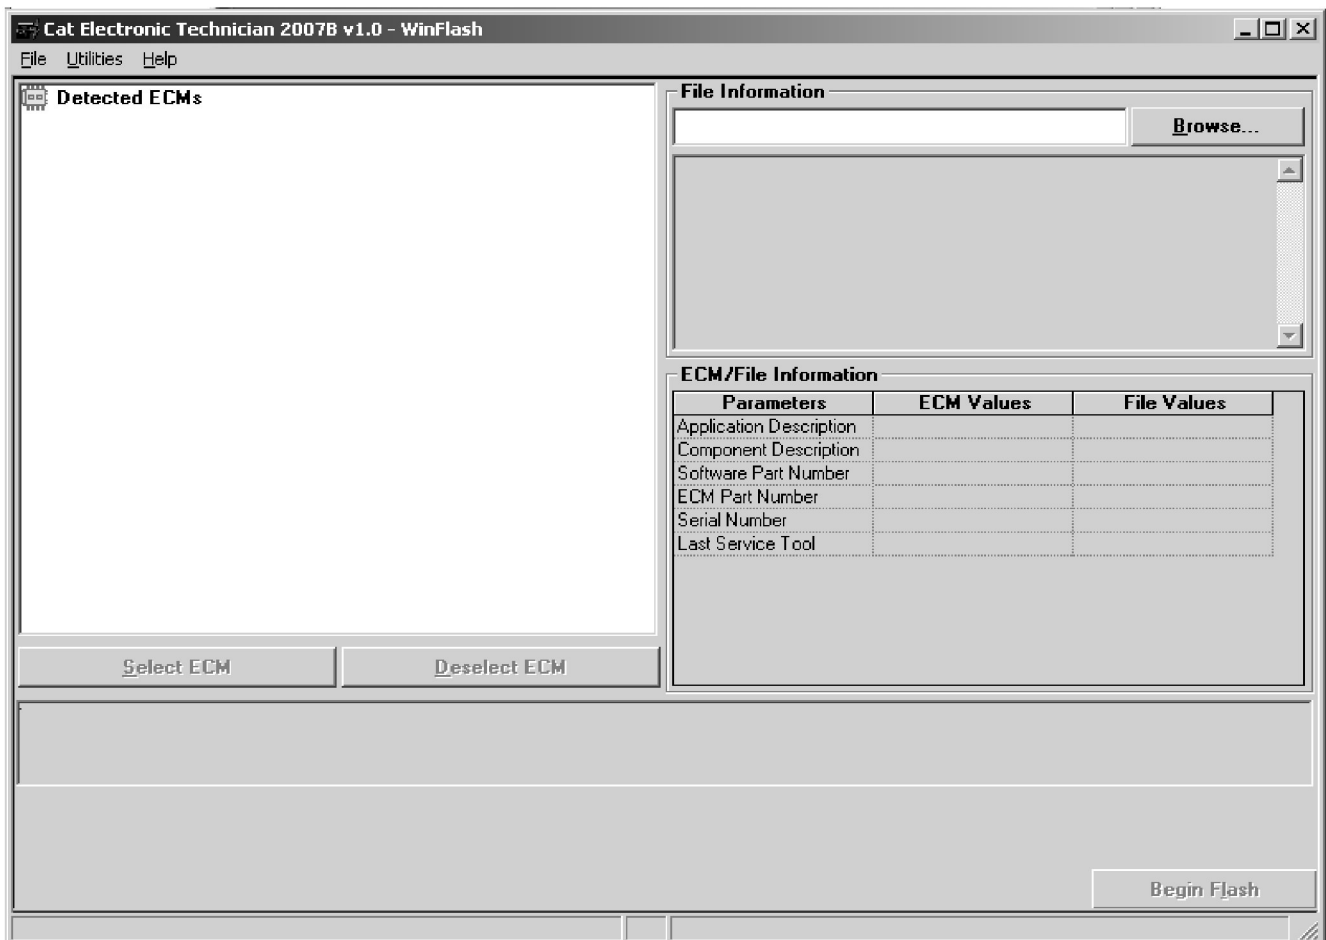 Cat Electronic Technician 2007B v1.0 - WinFlash
File Utilities Help
Detected ECMs
File Information
Browse...
ECM/File Information
Parameters ECM Values File Values
Application Description
Component Description
Software Part Number
ECM Part Number
Serial Number
Last Service Tool
Select ECM Deselect ECM
Begin Flash